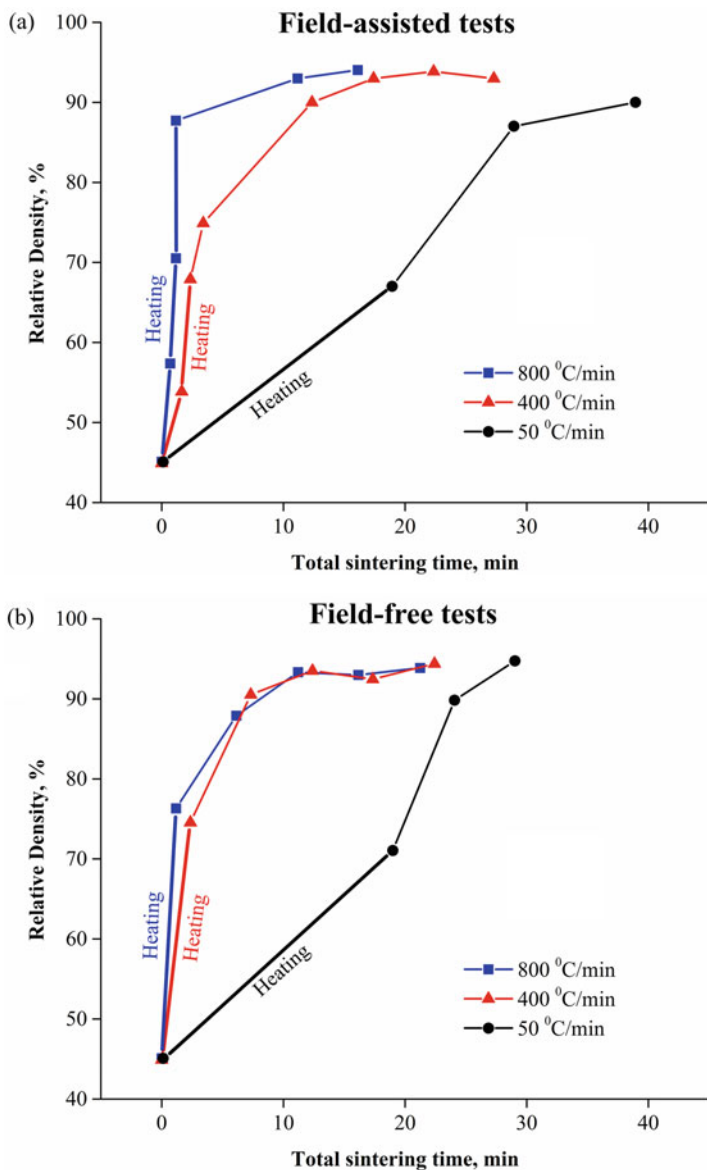 (a)
Field-assisted tests
100
90
80
70
60
50
40
Relative Density, %
Heating
Heating
Heating
800 ⁰C/min
400 ⁰C/min
50 ⁰C/min
0 10 20 30 40
Total sintering time, min
(b)
Field-free tests
100
90
80
70
60
50
40
Relative Density, %
Heating
Heating
Heating
800 ⁰C/min
400 ⁰C/min
50 ⁰C/min
0 10 20 30 40
Total sintering time, min